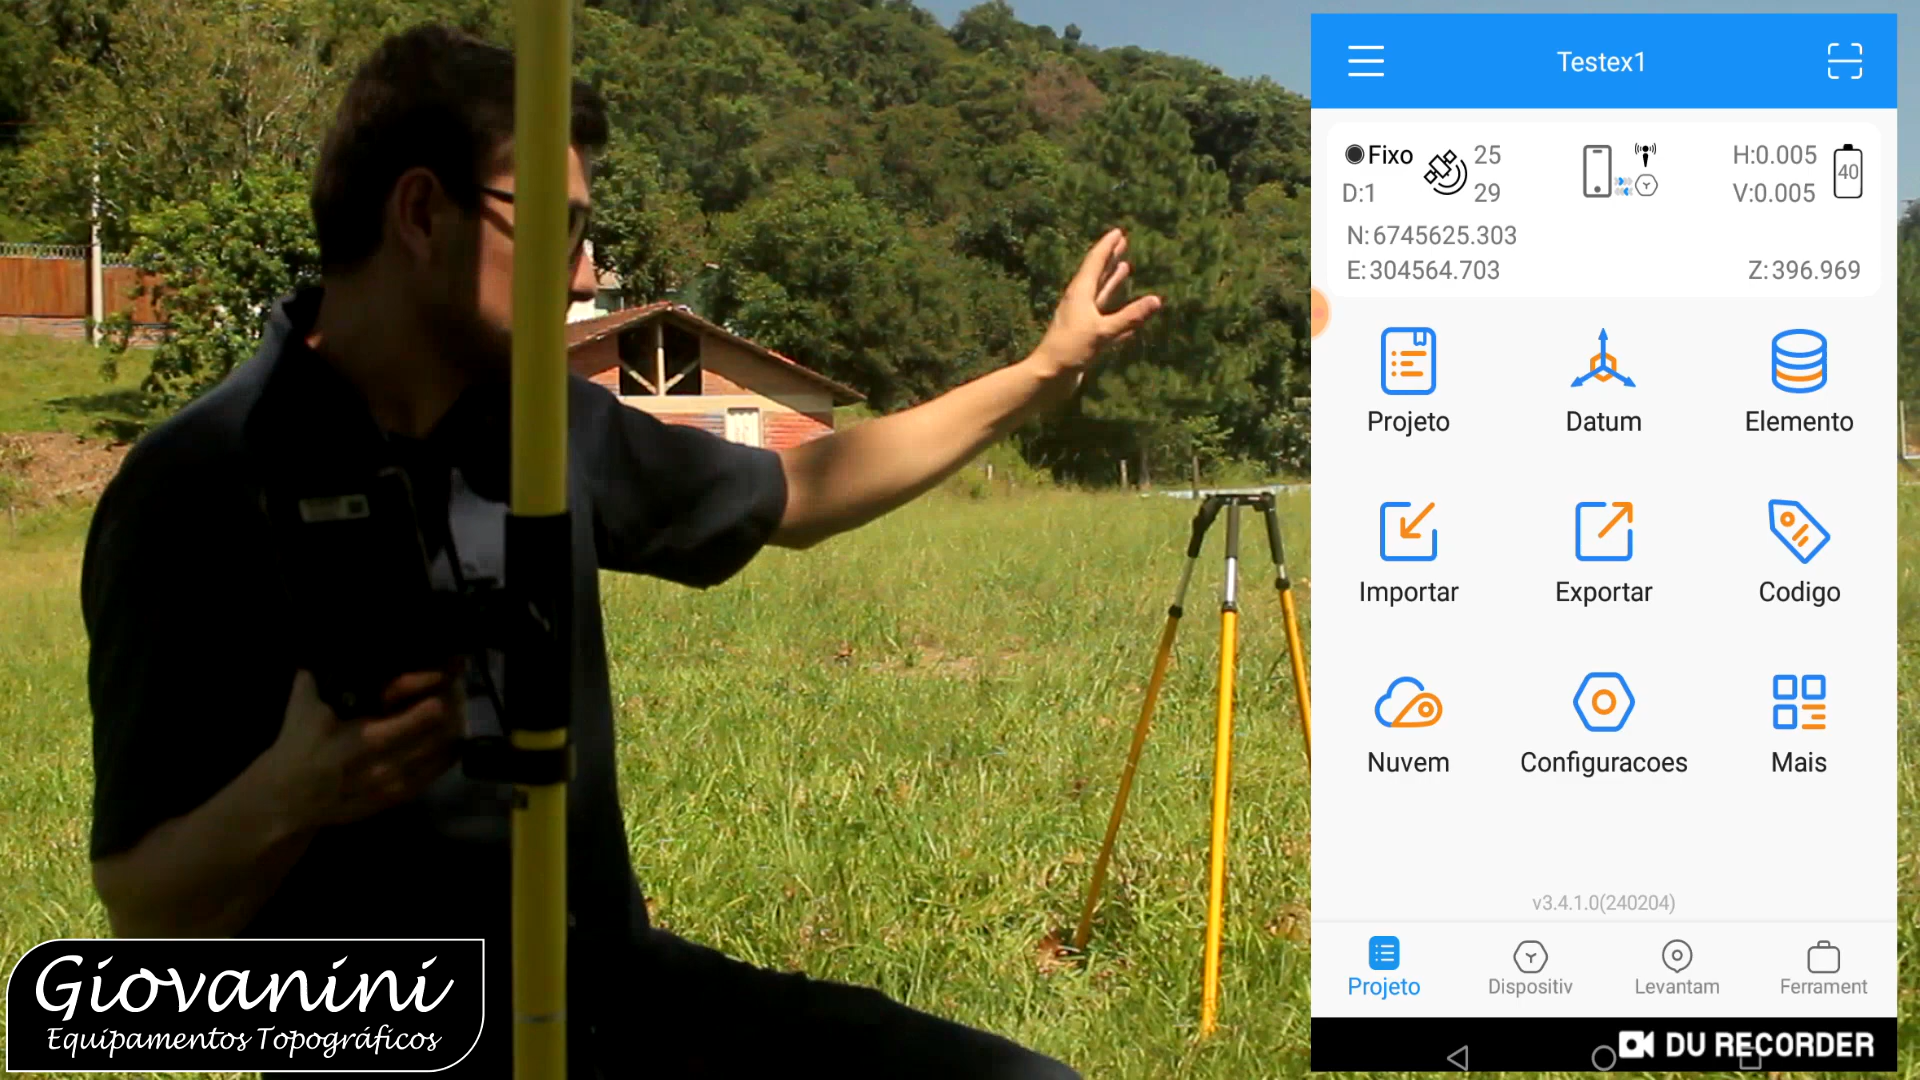 Testex1
Fixo 25 H:0.005 40
D:1 29 V:0.005
N:6745625.303
E:304564.703 Z:396.969
Projeto Datum Elemento
Importar Exportar Codigo
Nuvem Configuracoes Mais
v3.4.1.0(240204)
Projeto Dispositiv Levantam Ferrament
DU RECORDER
Giovanini
Equipamentos Topográficos